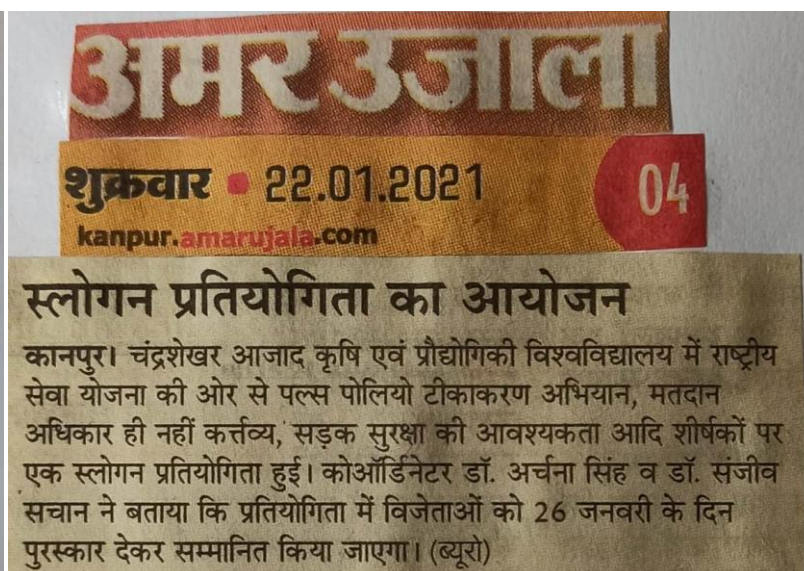 अमर उजाला
शुक्रवार • 22.01.2021 04
kanpur.amarujala.com
स्लोगन प्रतियोगिता का आयोजन
कानपुर। चंद्रशेखर आजाद कृषि एवं प्रौद्योगिकी विश्वविद्यालय में राष्ट्रीय
सेवा योजना की ओर से पल्स पोलियो टीकाकरण अभियान, मतदान
अधिकार ही नहीं कर्त्तव्य, सड़क सुरक्षा की आवश्यकता आदि शीर्षकों पर
एक स्लोगन प्रतियोगिता हुई। कोऑर्डिनेटर डॉ. अर्चना सिंह व डॉ. संजीव
सचान ने बताया कि प्रतियोगिता में विजेताओं को 26 जनवरी के दिन
पुरस्कार देकर सम्मानित किया जाएगा। (ब्यूरो)